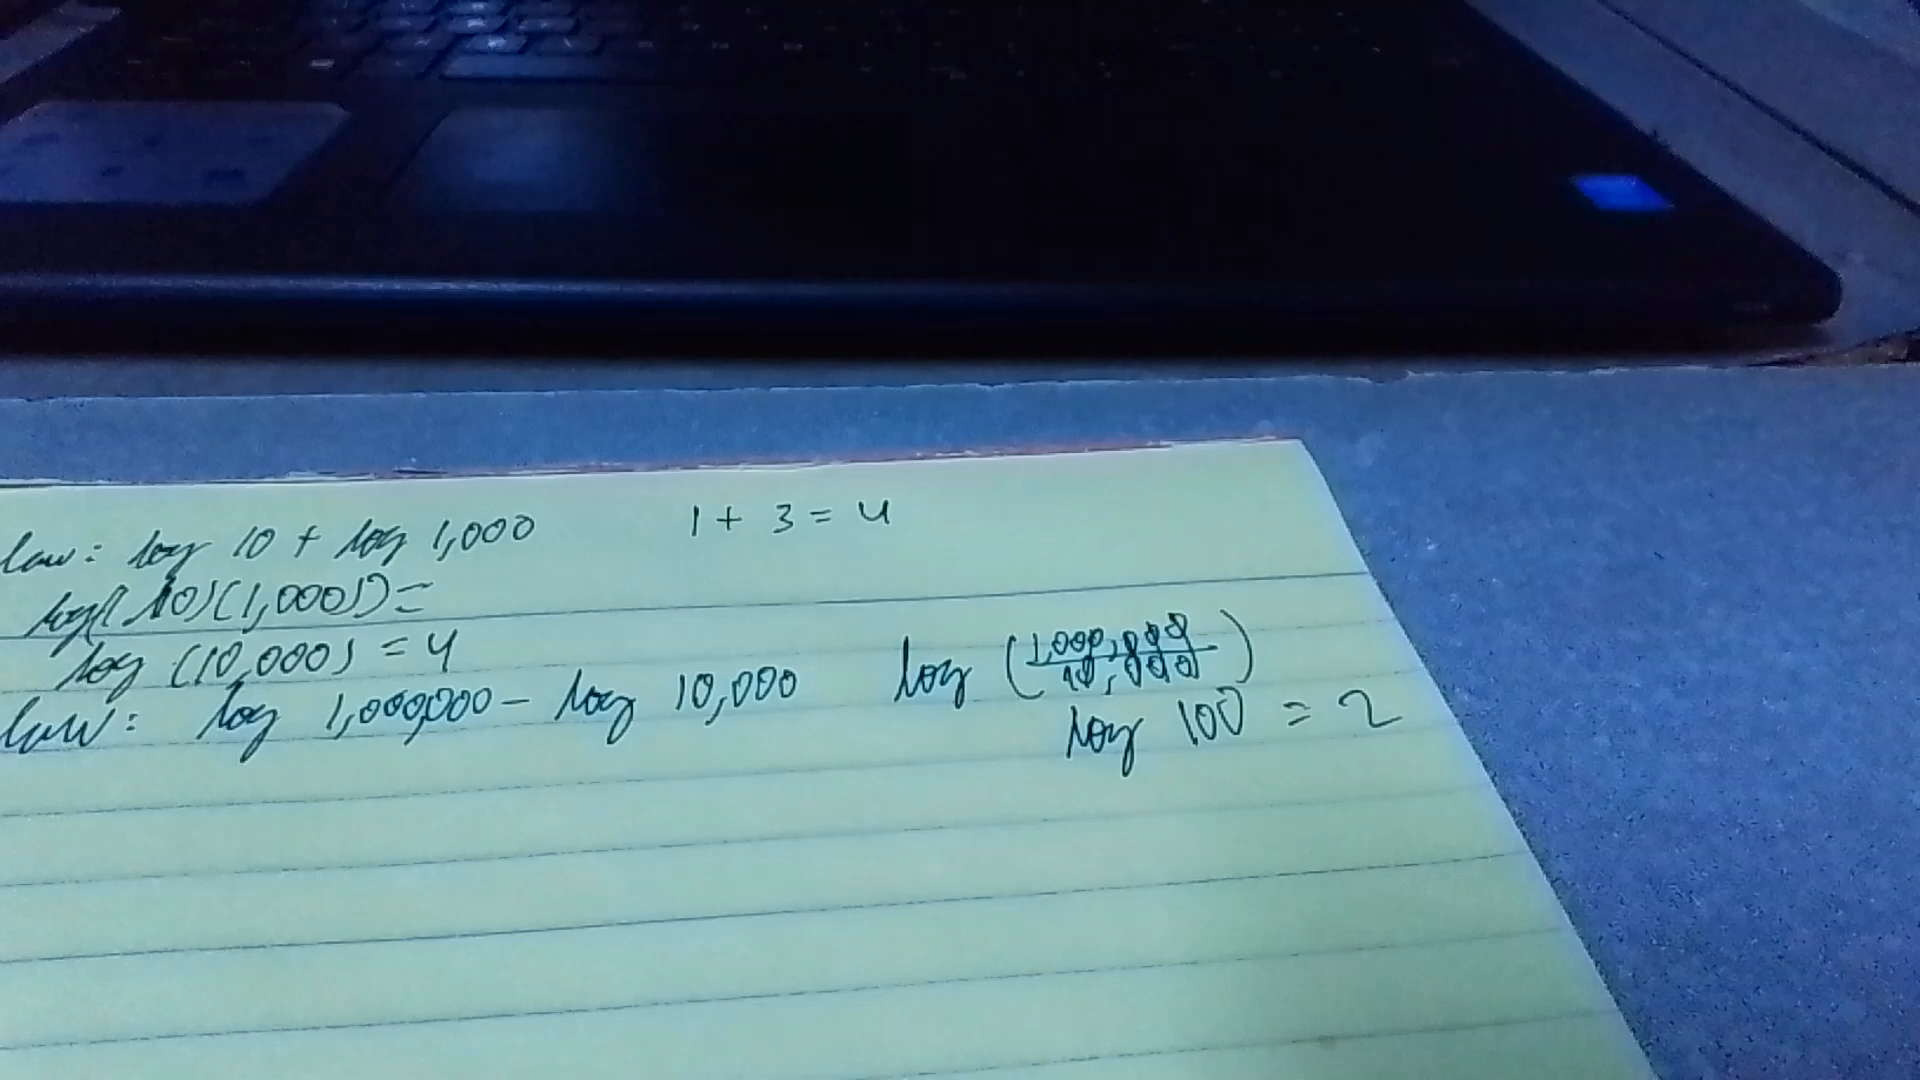 law: log 10 + log 1,000 1 + 3 = 4
log((10)(1,000)) =
log (10,000) = 4
law: log 1,000,000 - log 10,000 log (1,000,000/10,000)
log 100 = 2